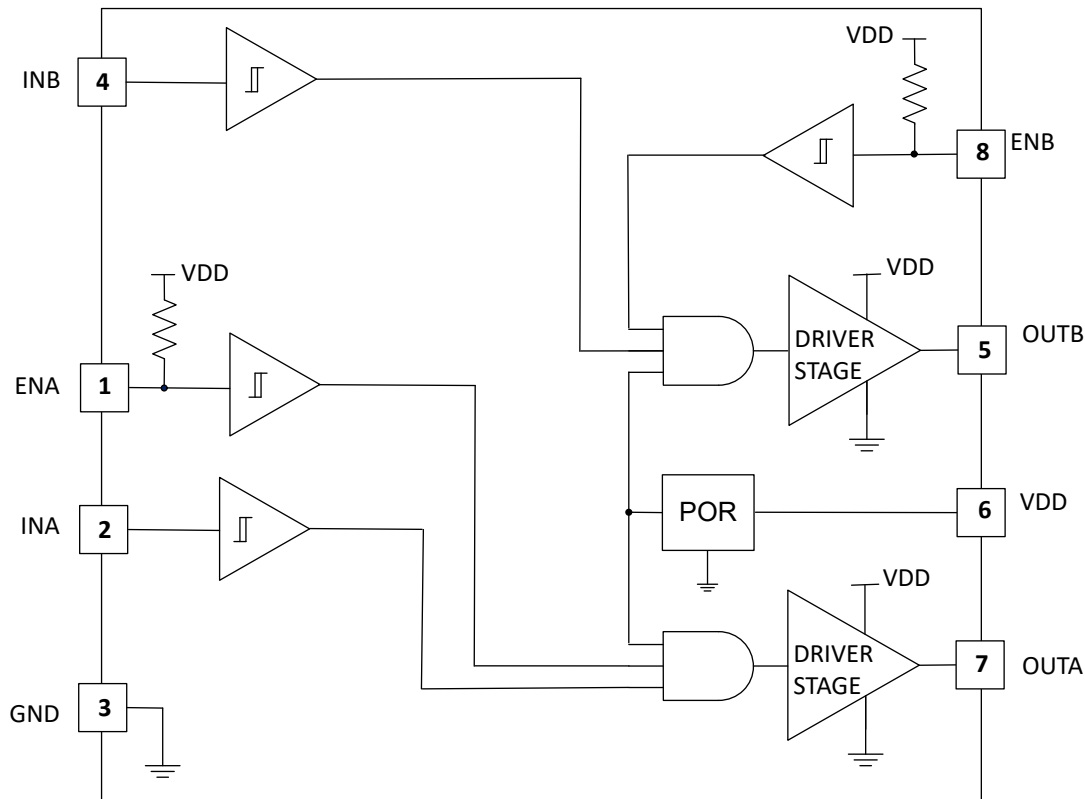 VDD
INB
4
8
ENB
VDD
VDD
DRIVER
STAGE
5
OUTB
ENA
1
INA
2
POR
6
VDD
VDD
DRIVER
STAGE
7
OUTA
GND
3